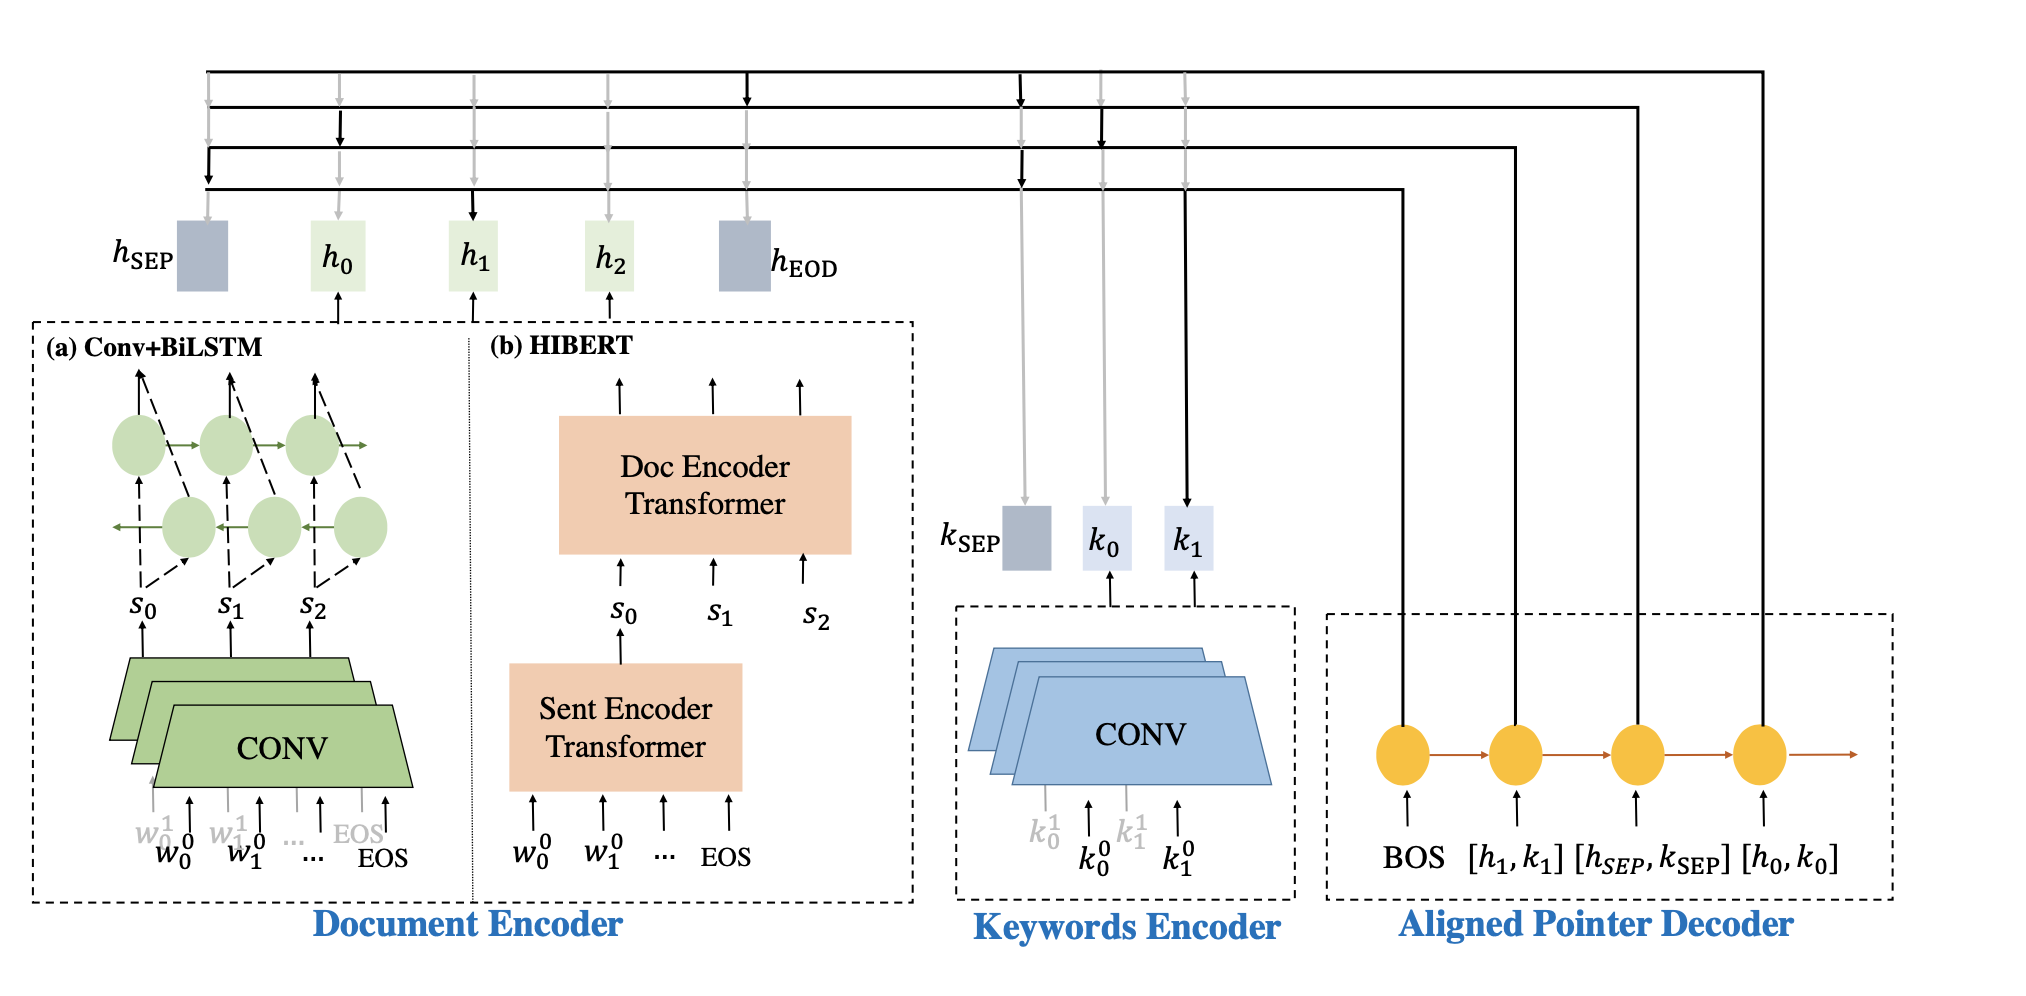 h_SEP
h_0
h_1
h_2
h_EOD
(a) Conv+BiLSTM
(b) HIBERT
Doc Encoder
Transformer
s_0 s_1 s_2
s_0 s_1 s_2
Sent Encoder
Transformer
CONV
w_0^1 w_1^1 ... EOS
w_0^0 w_1^0 ... EOS
w_0^0 w_1^0 ... EOS
Document Encoder
k_SEP
k_0
k_1
CONV
k_0^1 k_1^1
k_0^0 k_1^0
Keywords Encoder
BOS [h_1, k_1] [h_SEP, k_SEP] [h_0, k_0]
Aligned Pointer Decoder